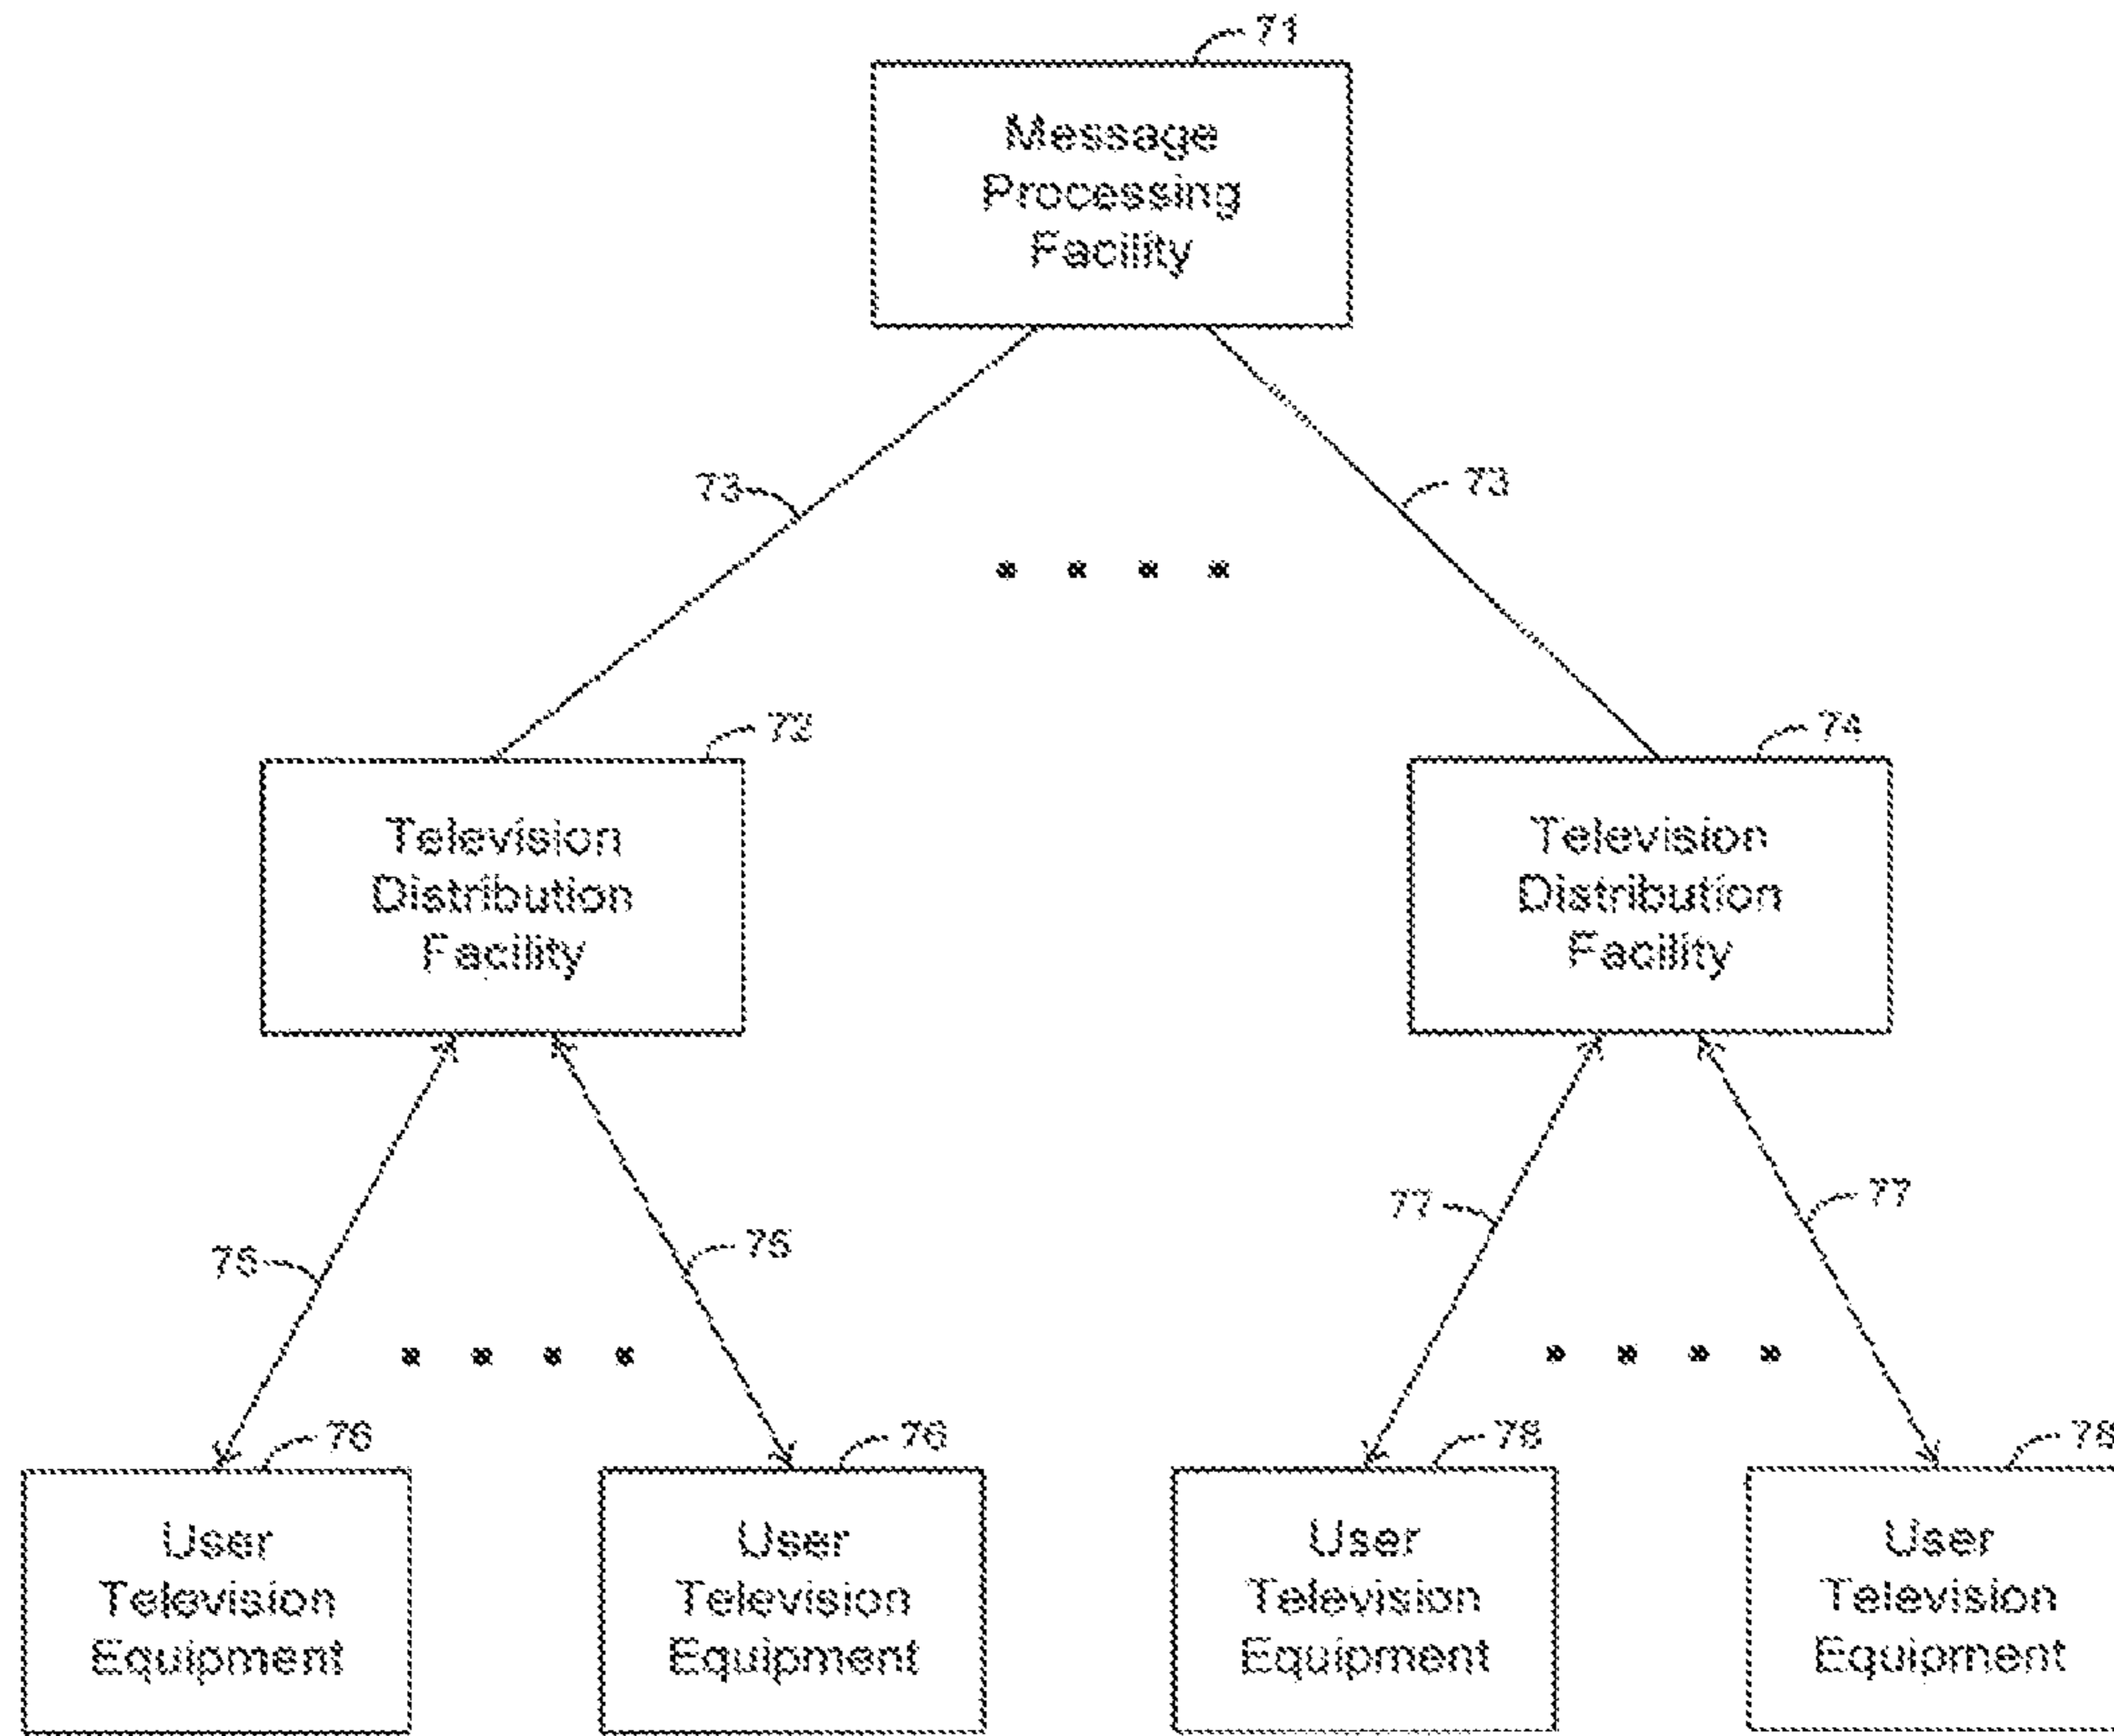 71
Message
Processing
Facility
73
73
72
74
Television
Distribution
Facility
Television
Distribution
Facility
77
77
75
75
76
76
78
78
User
Television
Equipment
User
Television
Equipment
User
Television
Equipment
User
Television
Equipment